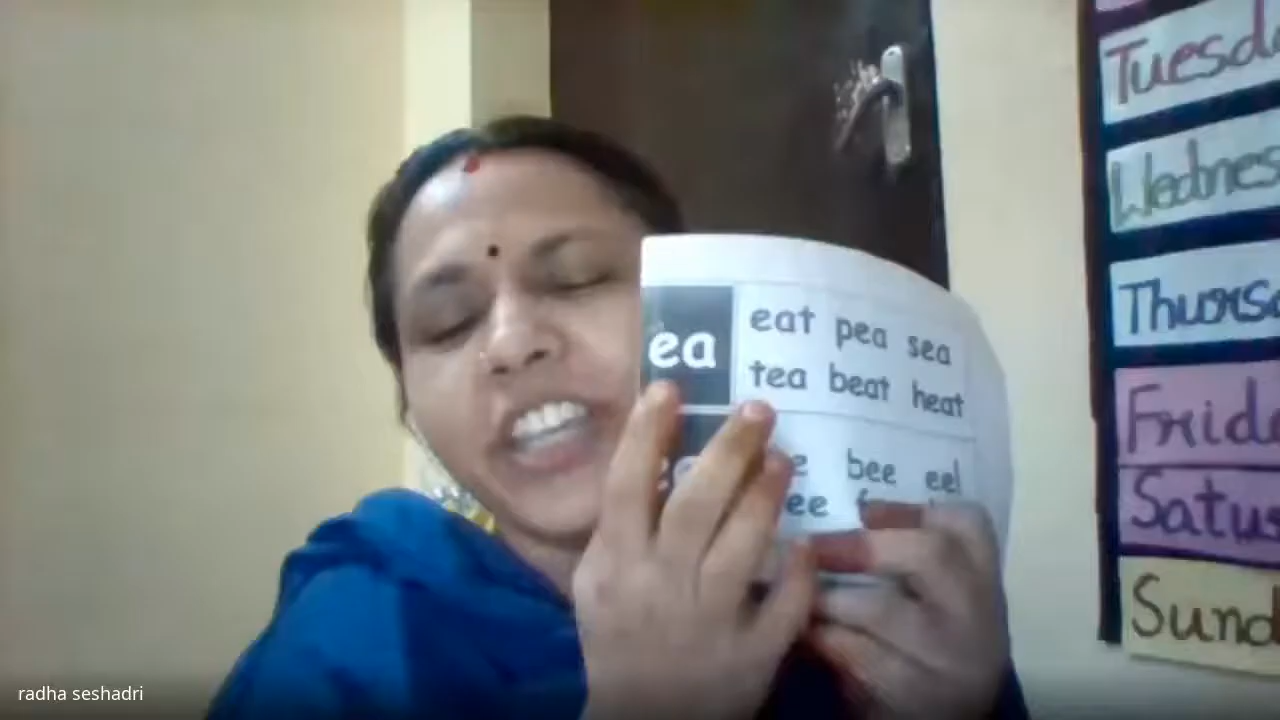 Tuesd
Wednes
Thurs
Frid
Satu
Sund
ea
eat pea sea
tea beat heat
bee eel
radha seshadri